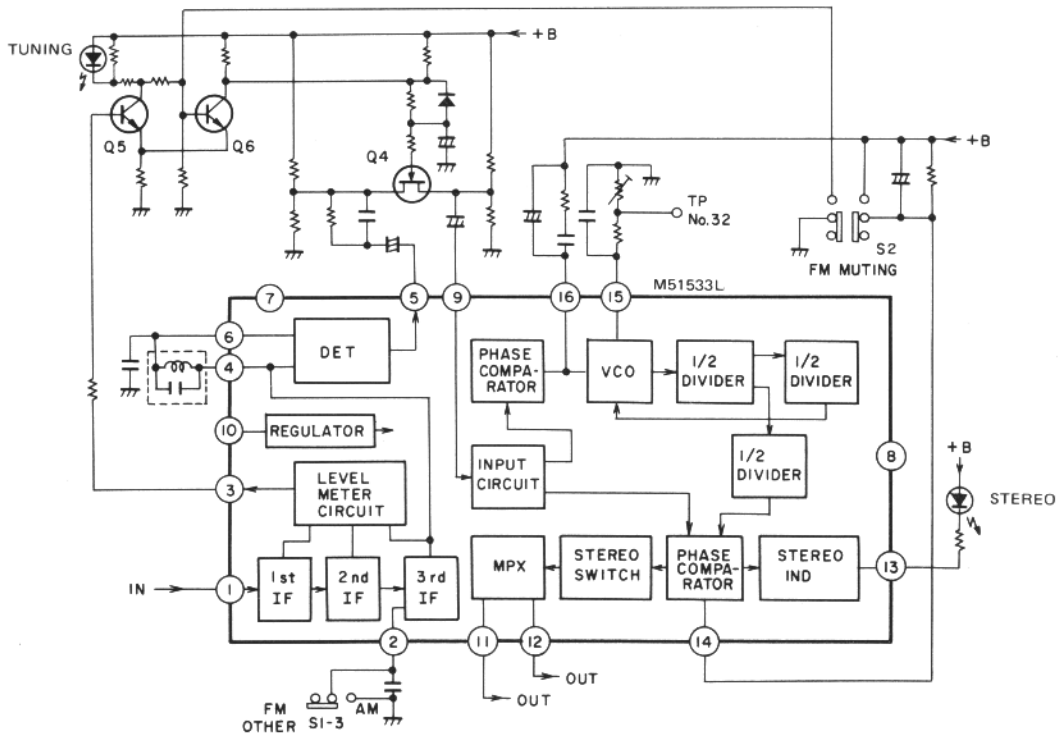 TUNING
+B
Q5
Q6
Q4
+B
TP
No.32
S2
FM MUTING
M51533L
7
5
9
16
15
6
4
DET
PHASE
COMPA-
RATOR
VCO
1/2
DIVIDER
1/2
DIVIDER
10
REGULATOR
1/2
DIVIDER
8
+B
STEREO
3
LEVEL
METER
CIRCUIT
INPUT
CIRCUIT
IN
1
1st
IF
2nd
IF
3rd
IF
MPX
STEREO
SWITCH
PHASE
COMPA-
RATOR
STEREO
IND
13
2
11
12
14
OUT
OUT
FM
OTHER
S1-3
AM